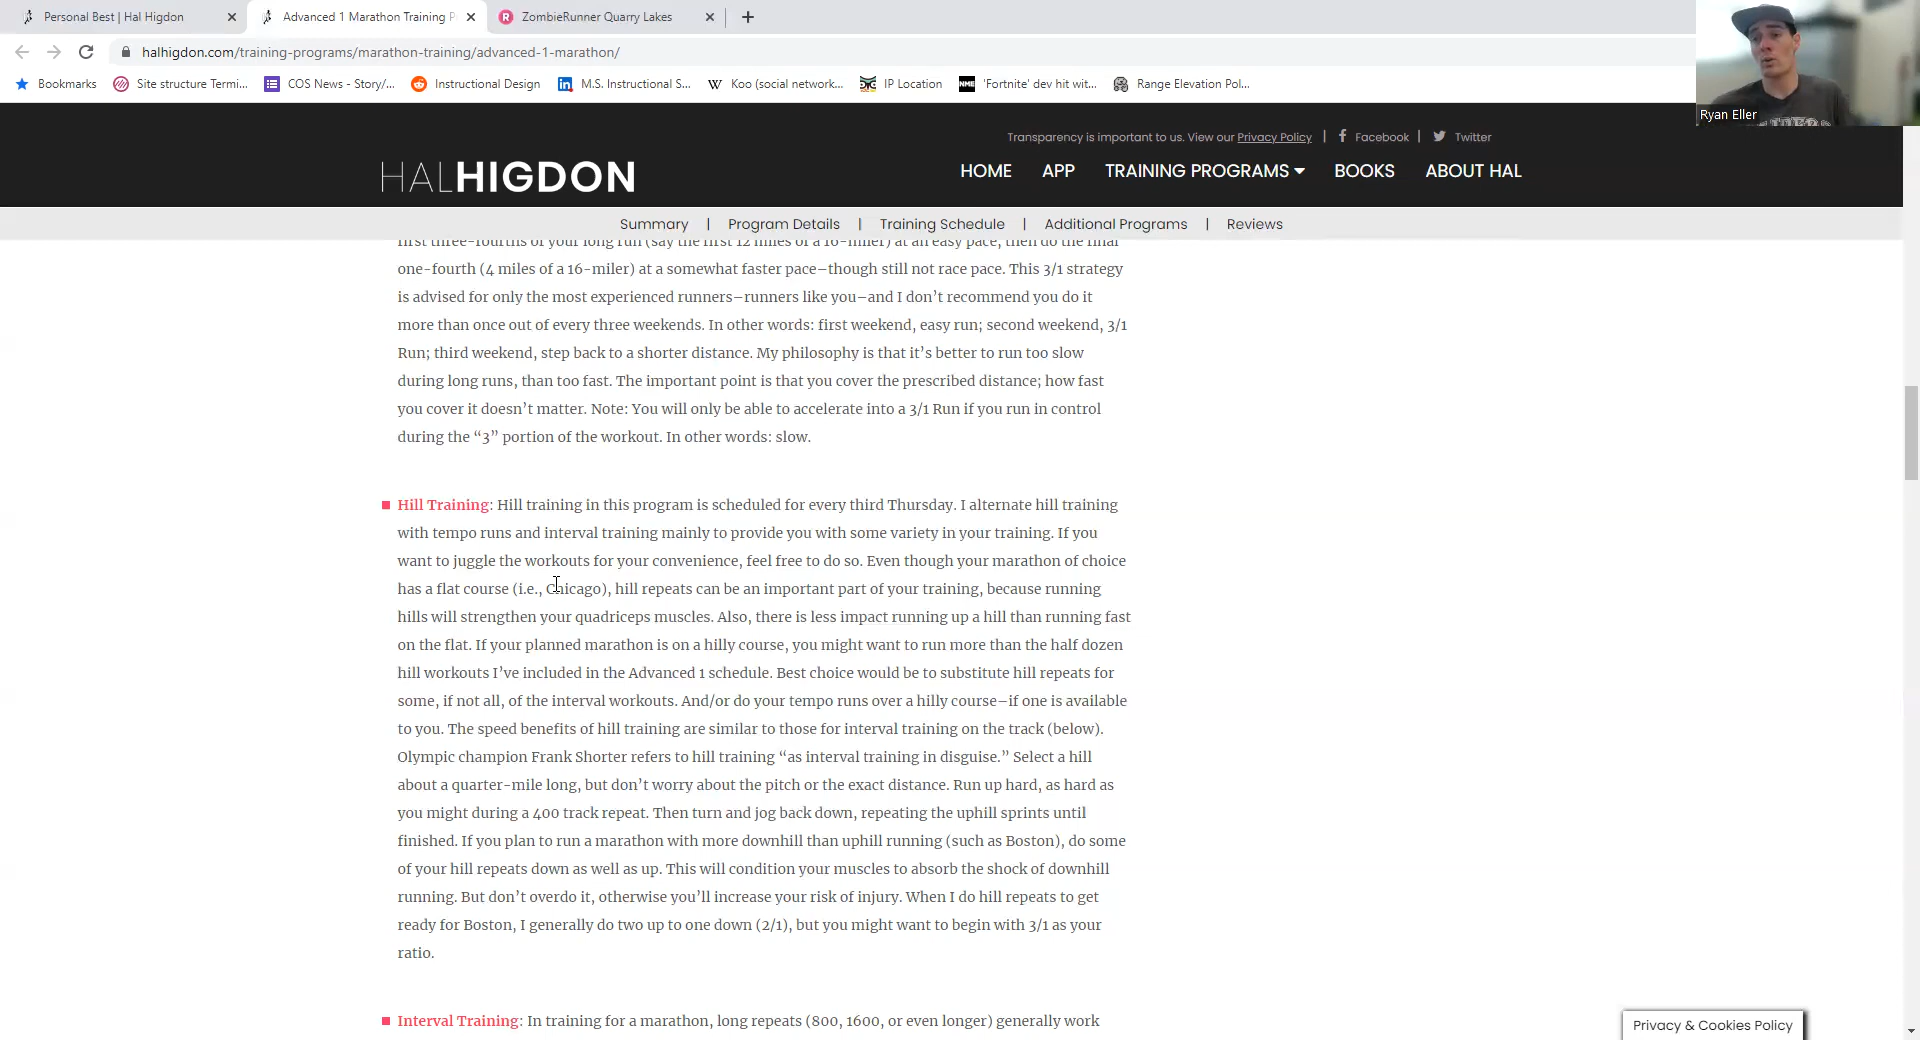 Personal Best | Hal Higdon
Advanced 1 Marathon Training P
ZombieRunner Quarry Lakes
halhigdon.com/training-programs/marathon-training/advanced-1-marathon/
Bookmarks
Site structure Termi...
COS News - Story/...
Instructional Design
M.S. Instructional S...
Koo (social network...
IP Location
'Fortnite' dev hit wit...
Range Elevation Pol...
Ryan Eller
Transparency is important to us. View our Privacy Policy | Facebook | Twitter
HALHIGDON
HOME APP TRAINING PROGRAMS BOOKS ABOUT HAL
Summary | Program Details | Training Schedule | Additional Programs | Reviews
first three-fourths of your long run (say the first 12 miles of a 16-miler) at an easy pace, then do the final
one-fourth (4 miles of a 16-miler) at a somewhat faster pace–though still not race pace. This 3/1 strategy
is advised for only the most experienced runners–runners like you–and I don’t recommend you do it
more than once out of every three weekends. In other words: first weekend, easy run; second weekend, 3/1
Run; third weekend, step back to a shorter distance. My philosophy is that it’s better to run too slow
during long runs, than too fast. The important point is that you cover the prescribed distance; how fast
you cover it doesn’t matter. Note: You will only be able to accelerate into a 3/1 Run if you run in control
during the “3” portion of the workout. In other words: slow.
Hill Training: Hill training in this program is scheduled for every third Thursday. I alternate hill training
with tempo runs and interval training mainly to provide you with some variety in your training. If you
want to juggle the workouts for your convenience, feel free to do so. Even though your marathon of choice
has a flat course (i.e., Chicago), hill repeats can be an important part of your training, because running
hills will strengthen your quadriceps muscles. Also, there is less impact running up a hill than running fast
on the flat. If your planned marathon is on a hilly course, you might want to run more than the half dozen
hill workouts I’ve included in the Advanced 1 schedule. Best choice would be to substitute hill repeats for
some, if not all, of the interval workouts. And/or do your tempo runs over a hilly course–if one is available
to you. The speed benefits of hill training are similar to those for interval training on the track (below).
Olympic champion Frank Shorter refers to hill training “as interval training in disguise.” Select a hill
about a quarter-mile long, but don’t worry about the pitch or the exact distance. Run up hard, as hard as
you might during a 400 track repeat. Then turn and jog back down, repeating the uphill sprints until
finished. If you plan to run a marathon with more downhill than uphill running (such as Boston), do some
of your hill repeats down as well as up. This will condition your muscles to absorb the shock of downhill
running. But don’t overdo it, otherwise you’ll increase your risk of injury. When I do hill repeats to get
ready for Boston, I generally do two up to one down (2/1), but you might want to begin with 3/1 as your
ratio.
Interval Training: In training for a marathon, long repeats (800, 1600, or even longer) generally work
Privacy & Cookies Policy